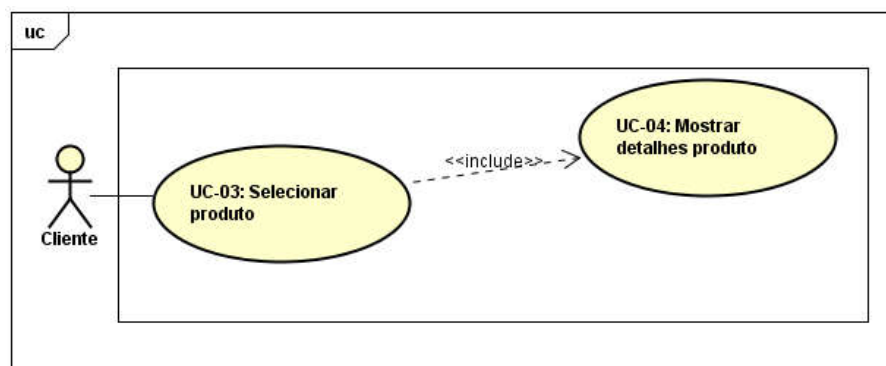 uc
UC-04: Mostrar
detalhes produto
<<include>>
UC-03: Selecionar
produto
Cliente